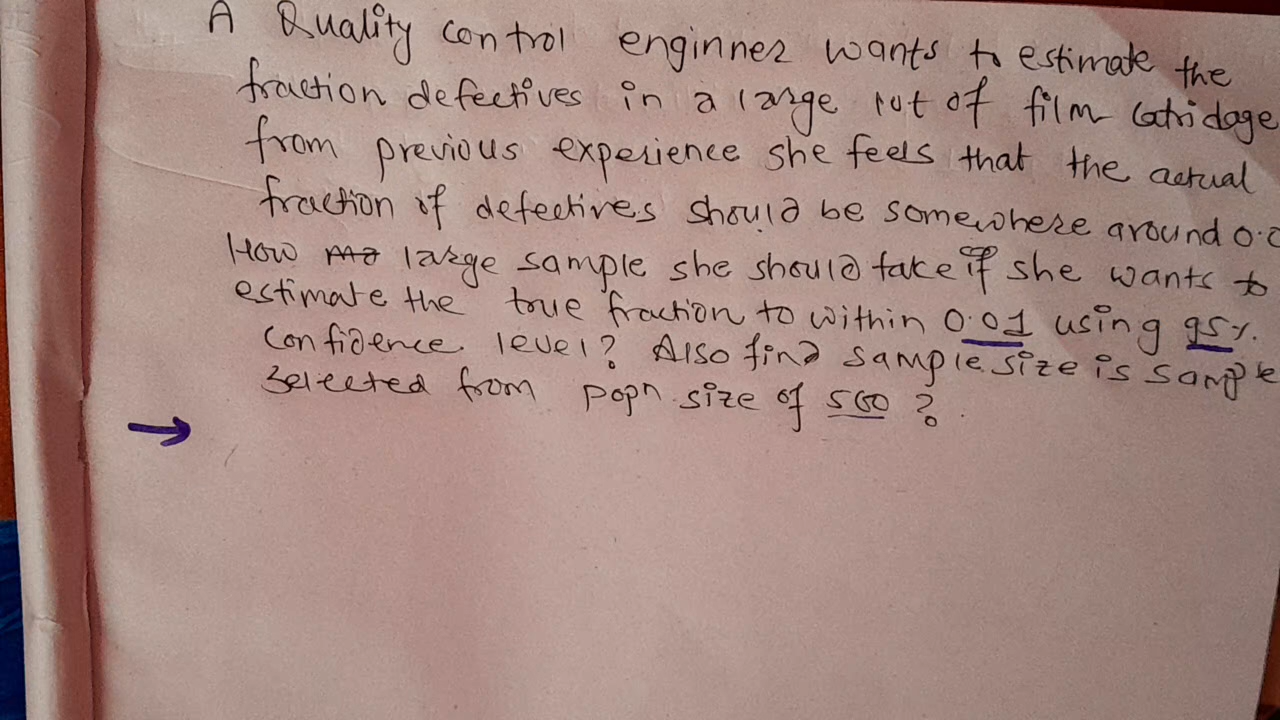 A Quality control enginner wants to estimate the
fraction defectives in a large lot of film Catridage
from previous experience she feels that the actual
fraction of defectives should be somewhere around 0.0
How large sample she should take if she wants to
estimate the true fraction to within 0.01 using 95%.
Confidence level? Also find sample size is sample
selected from popn size of 500 ?